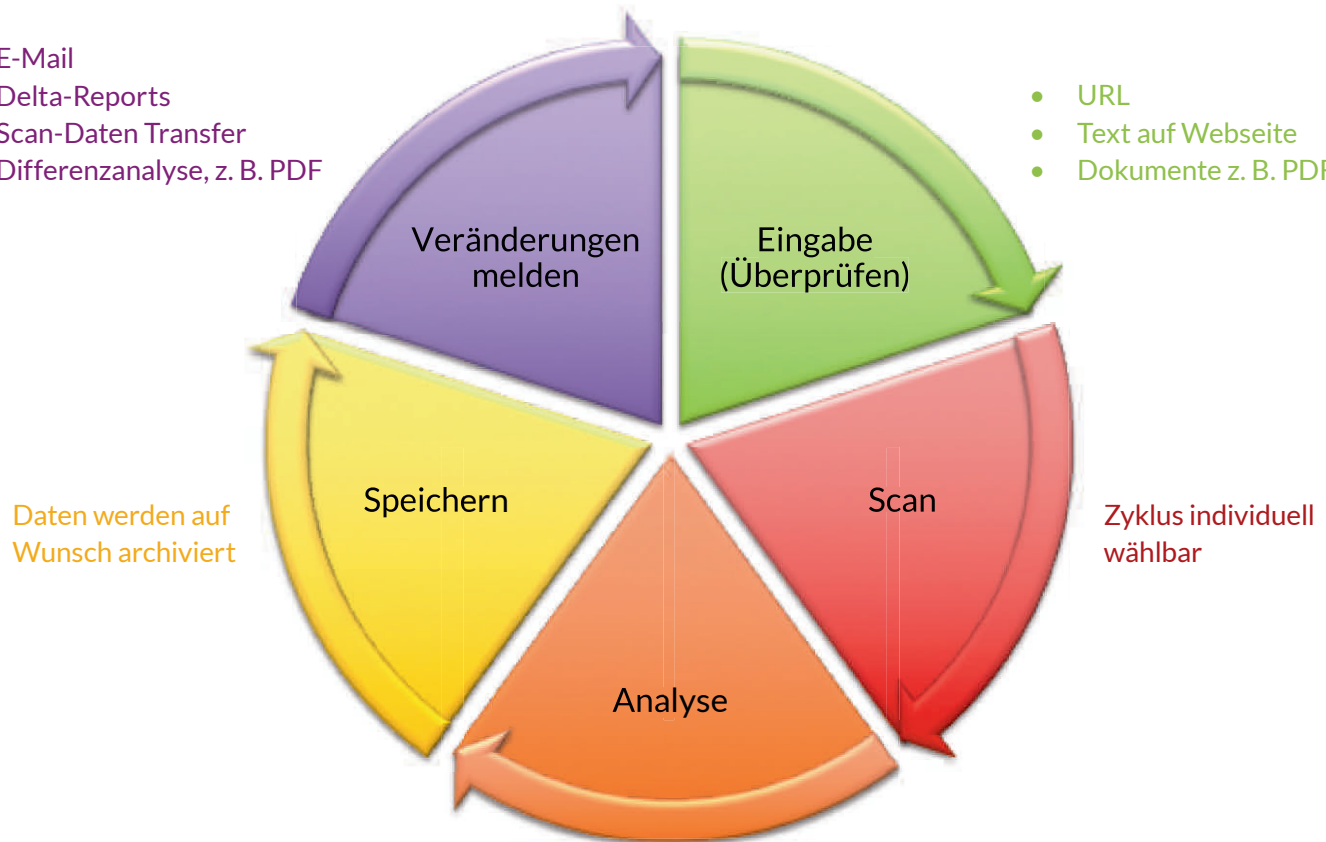 E-Mail
Delta-Reports
Scan-Daten Transfer
Differenzanalyse, z. B. PDF
• URL
• Text auf Webseite
• Dokumente z. B. PDF
Veränderungen
melden
Eingabe
(Überprüfen)
Speichern
Scan
Daten werden auf
Wunsch archiviert
Zyklus individuell
wählbar
Analyse